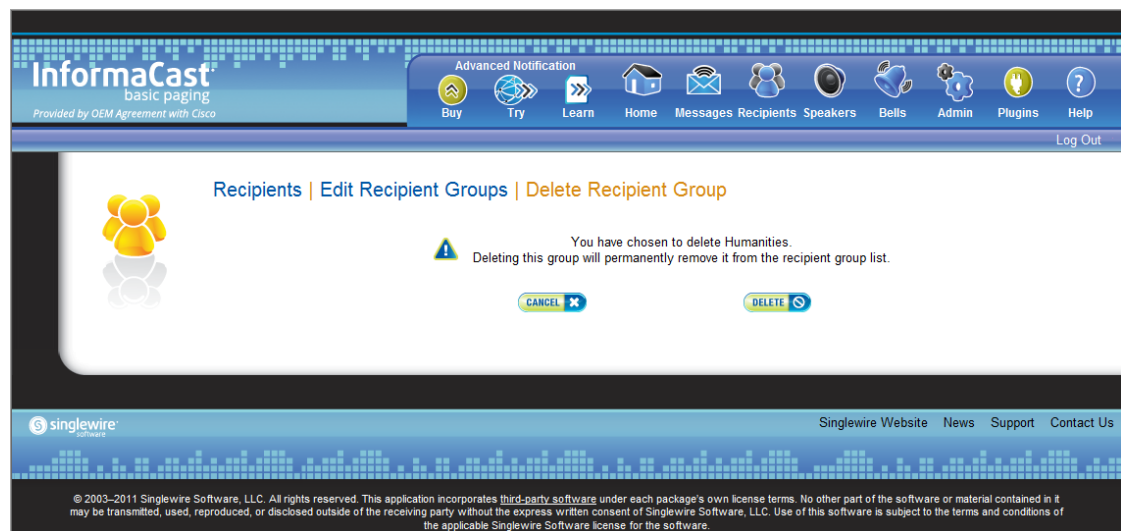 InformaCast
basic paging
Provided by OEM Agreement with Cisco
Advanced Notification
Buy Try Learn Home Messages Recipients Speakers Bells Admin Plugins Help
Log Out
Recipients | Edit Recipient Groups | Delete Recipient Group
You have chosen to delete Humanities.
Deleting this group will permanently remove it from the recipient group list.
CANCEL DELETE
singlewire
software
Singlewire Website News Support Contact Us
© 2003–2011 Singlewire Software, LLC. All rights reserved. This application incorporates third-party software under each package's own license terms. No other part of the software or material contained in it
may be transmitted, used, reproduced, or disclosed outside of the receiving party without the express written consent of Singlewire Software, LLC. Use of this software is subject to the terms and conditions of
the applicable Singlewire Software license for the software.